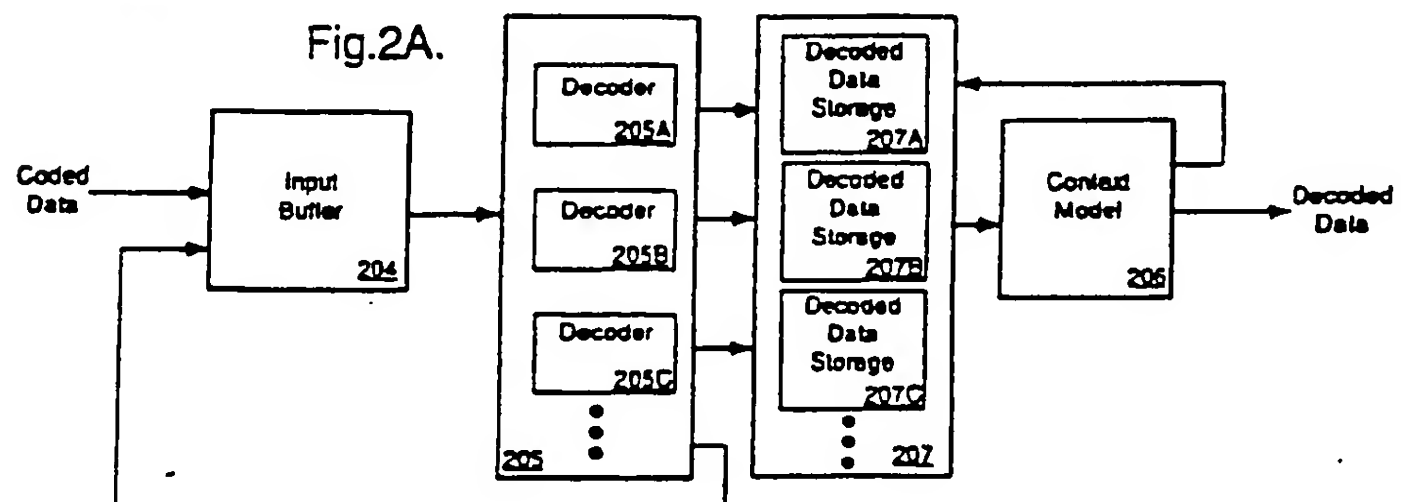 Fig.2A.
Coded
Data
Input
Buffer
204
Decoder
205A
Decoder
205B
Decoder
205C
205
Decoded
Data
Storage
207A
Decoded
Data
Storage
207B
Decoded
Data
Storage
207C
207
Context
Model
206
Decoded
Data